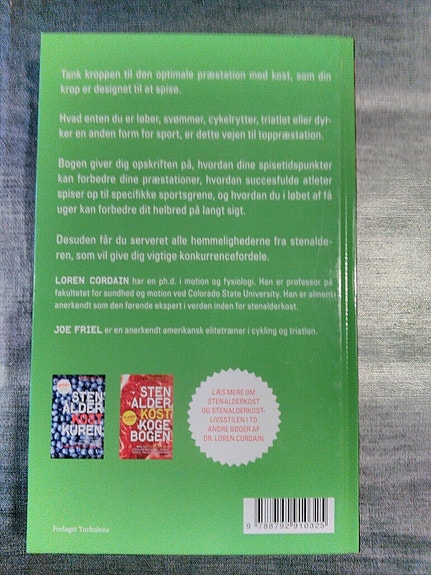 Tank kroppen til den optimale præstation med kost, som din
krop er designet til at spise.
Hvad enten du er løber, svømmer, cykelrytter, triatlet eller dyr-
ker en anden form for sport, er dette vejen til toppræstation.
Bogen giver dig opskriften på, hvordan dine spisetidspunkter
kan forbedre dine præstationer, hvordan succesfulde atleter
spiser op til specifikke sportsgrene, og hvordan du i løbet af få
uger kan forbedre dit helbred på langt sigt.
Desuden får du serveret alle hemmelighederne fra stenalde-
ren, som vil give dig vigtige konkurrencefordele.
LOREN CORDAIN har en ph.d. i motion og fysiologi. Han er professor på
fakultetet for sundhed og motion ved Colorado State University. Han er alment
anerkendt som den førende ekspert i verden inden for stenalderkost.
JOE FRIEL er en anerkendt amerikansk elitetræner i cykling og triatlon.
STEN
ALDER
KOST
KUREN
STEN
ALDER
KOST
KOGE
BOGEN
LÆS MERE OM
STENALDERKOST
OG STENALDERKOST-
LIVSSTILEN I TO
ANDRE BØGER AF
DR. LOREN CORDAIN
Forlaget Turbulenz
9 788792 910325